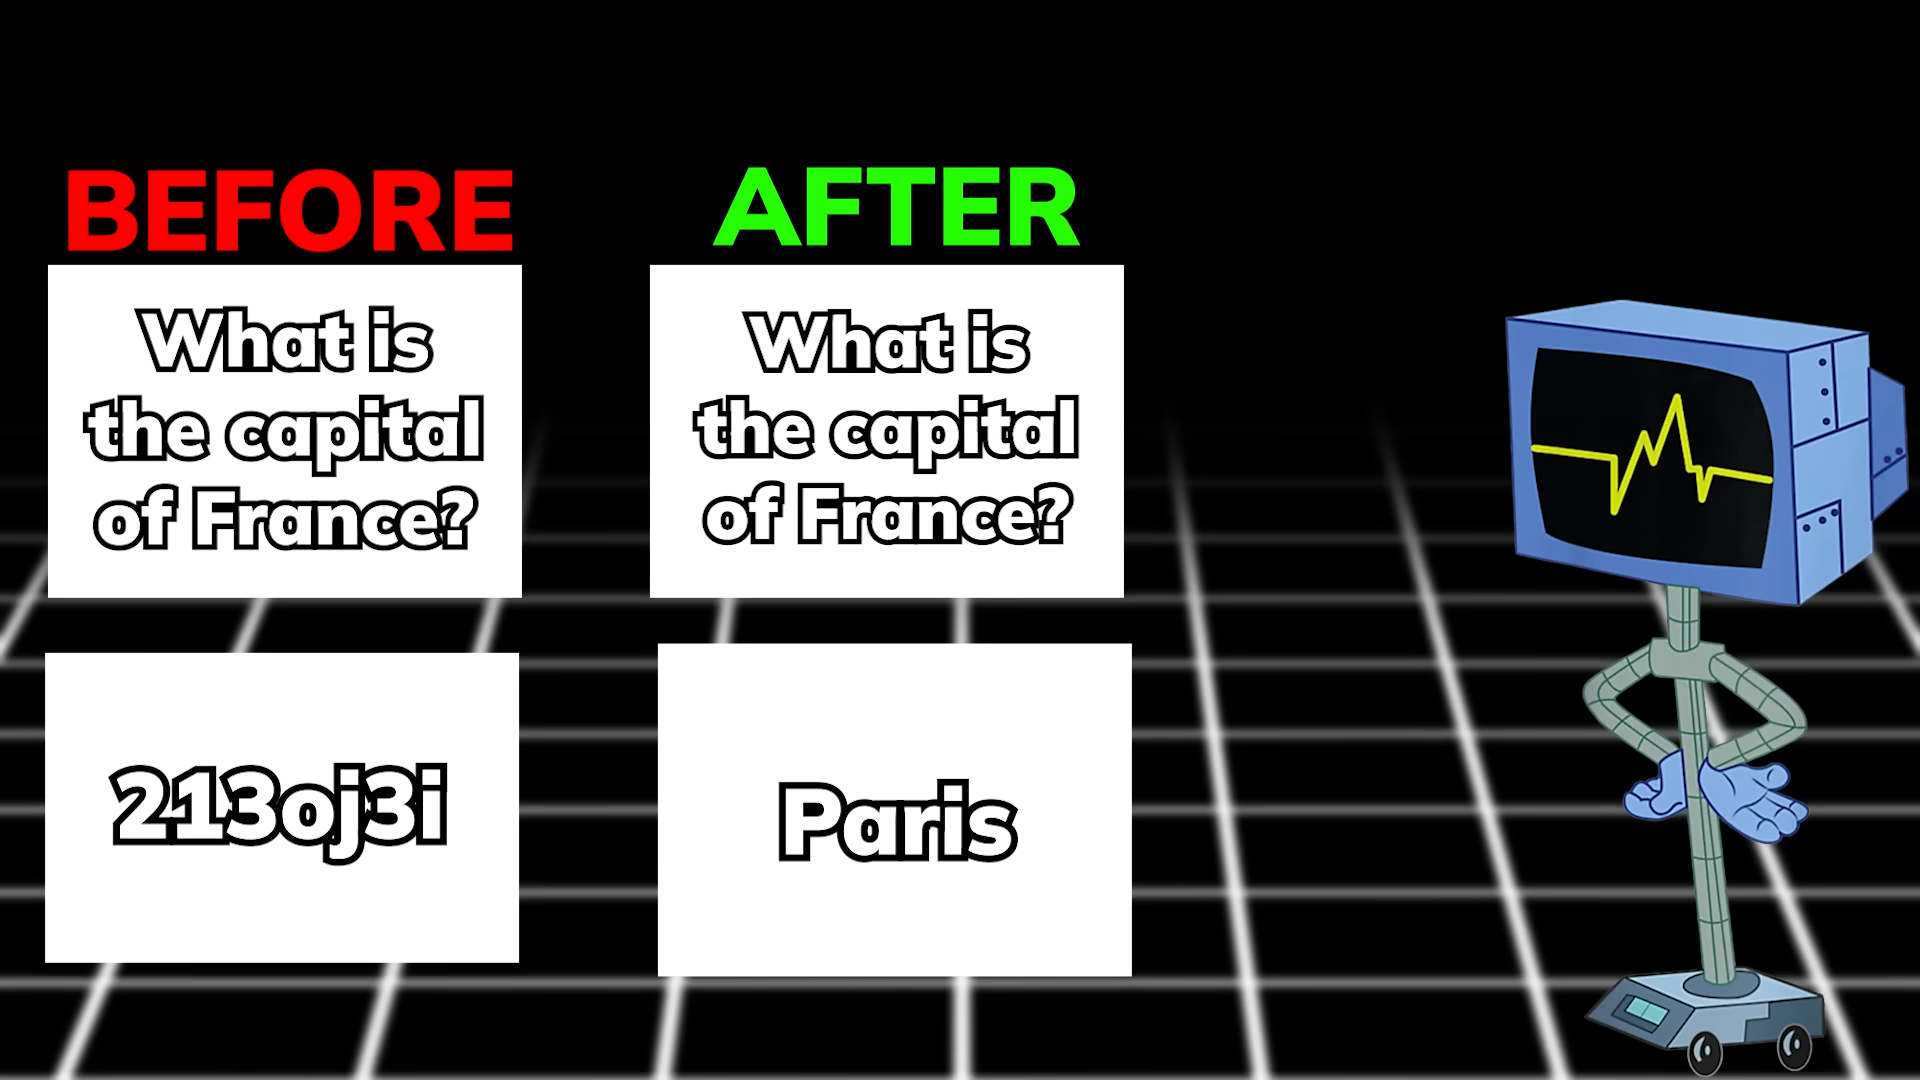 BEFORE
What is
the capital
of France?
213oj3i
AFTER
What is
the capital
of France?
Paris